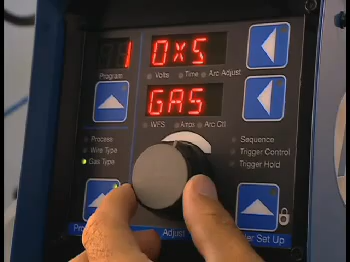 1 OX5
Program Volts Time Arc Adjust
GAS
WFS Amps Arc Ctl
Process
Wire Type
Gas Type
Sequence
Trigger Control
Trigger Hold
Adjust Set Up